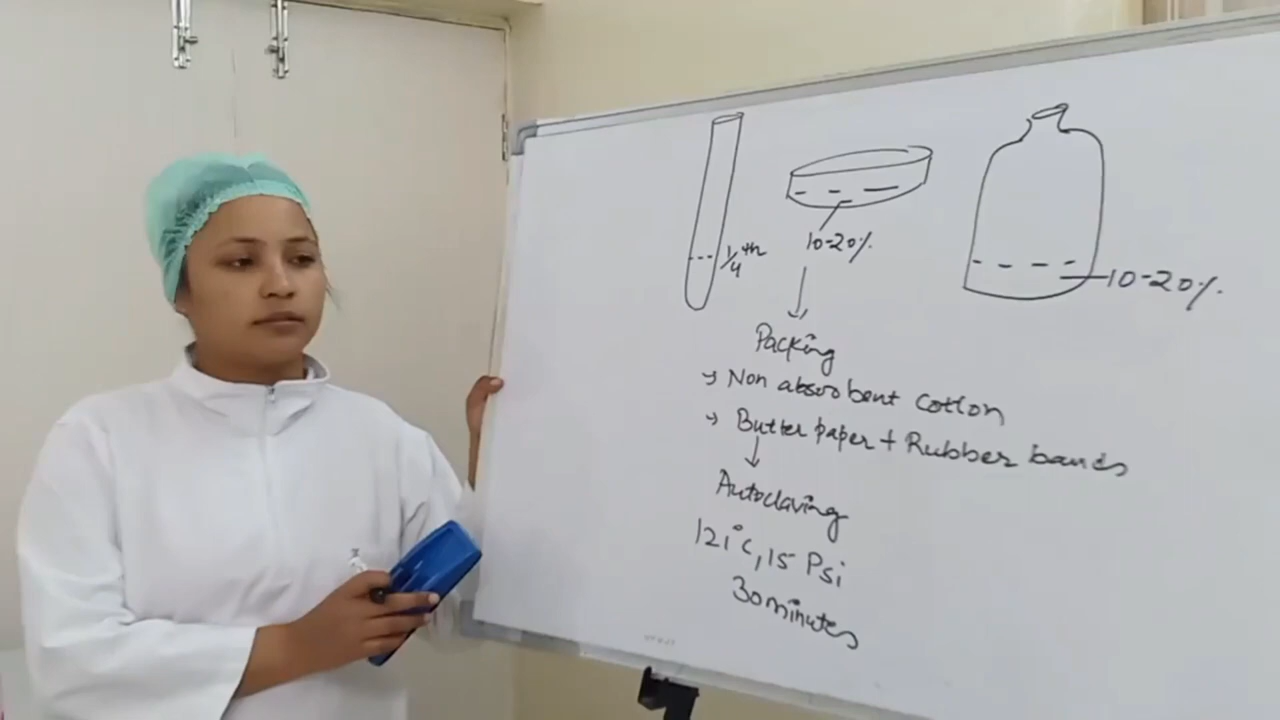 1/4th
10-20%
10-20%.
Packing
→ Non absorbent cotton
→ Butter paper + Rubber bands
Autoclaving
121°C, 15 Psi
30 minutes